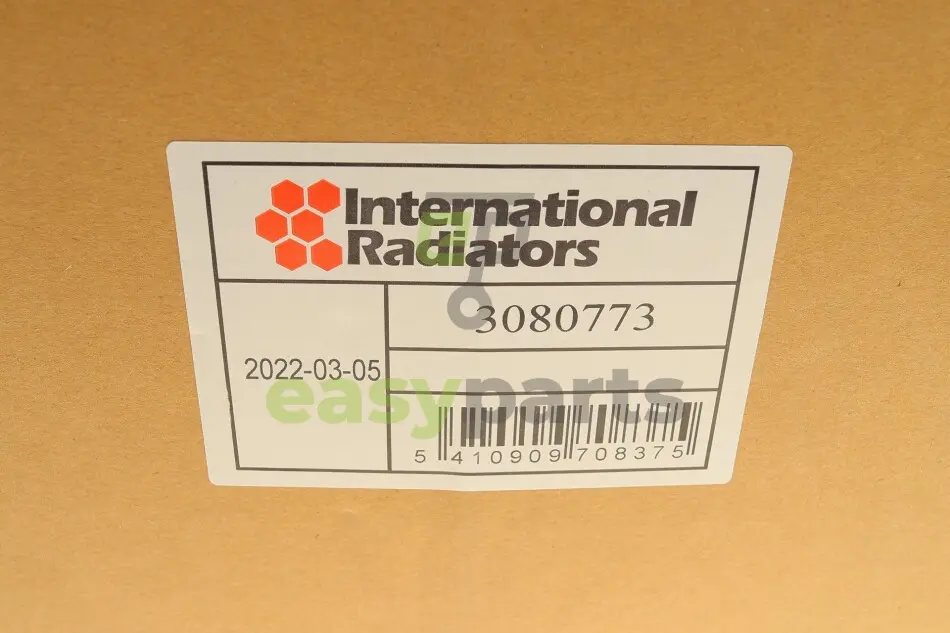 International
Radiators
3080773
2022-03-05
easyparts
5 410909 708375